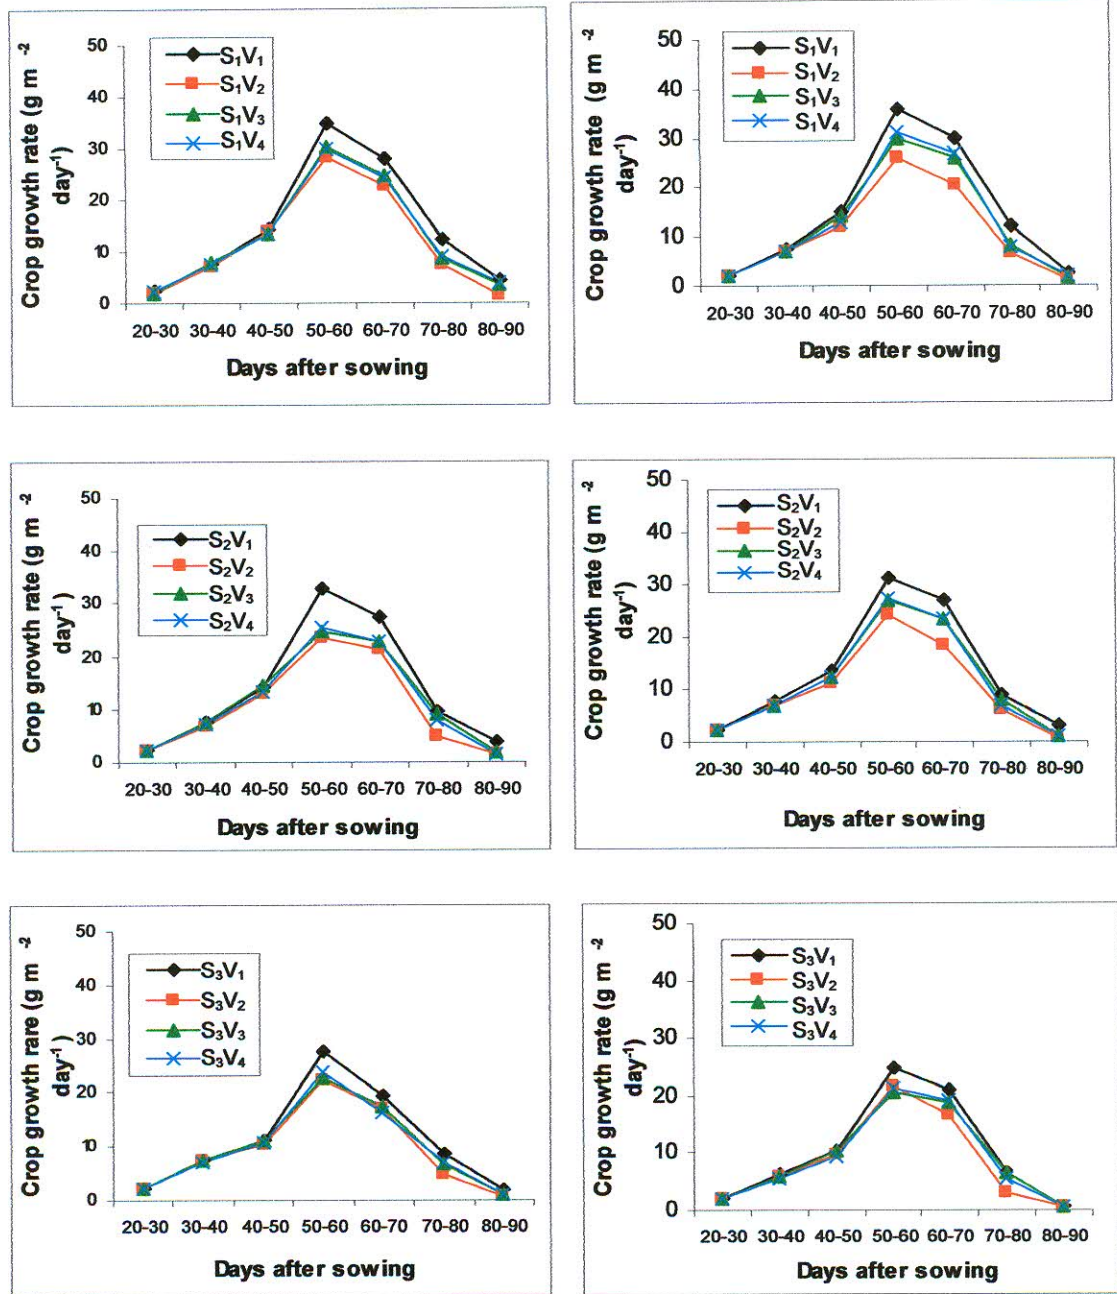 Crop growth rate (g m -2
day-1)
50
40
30
20
10
0
S1V1
S1V2
S1V3
S1V4
20-30 30-40 40-50 50-60 60-70 70-80 80-90
Days after sowing
Crop growth rate (g m -2
day-1)
50
40
30
20
10
0
S1V1
S1V2
S1V3
S1V4
20-30 30-40 40-50 50-60 60-70 70-80 80-90
Days after sowing
Crop growth rate (g m -2
day-1)
50
40
30
20
10
0
S2V1
S2V2
S2V3
S2V4
20-30 30-40 40-50 50-60 60-70 70-80 80-90
Days after sowing
Crop growth rate (g m -2
day-1)
50
40
30
20
10
0
S2V1
S2V2
S2V3
S2V4
20-30 30-40 40-50 50-60 60-70 70-80 80-90
Days after sowing
Crop growth rare (g m -2
day-1)
50
40
30
20
10
0
S3V1
S3V2
S3V3
S3V4
20-30 30-40 40-50 50-60 60-70 70-80 80-90
Days after sowing
Crop growth rate (g m -2
day-1)
50
40
30
20
10
0
S3V1
S3V2
S3V3
S3V4
20-30 30-40 40-50 50-60 60-70 70-80 80-90
Days after sowing